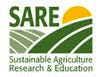 SARE
Sustainable Agriculture
Research & Education